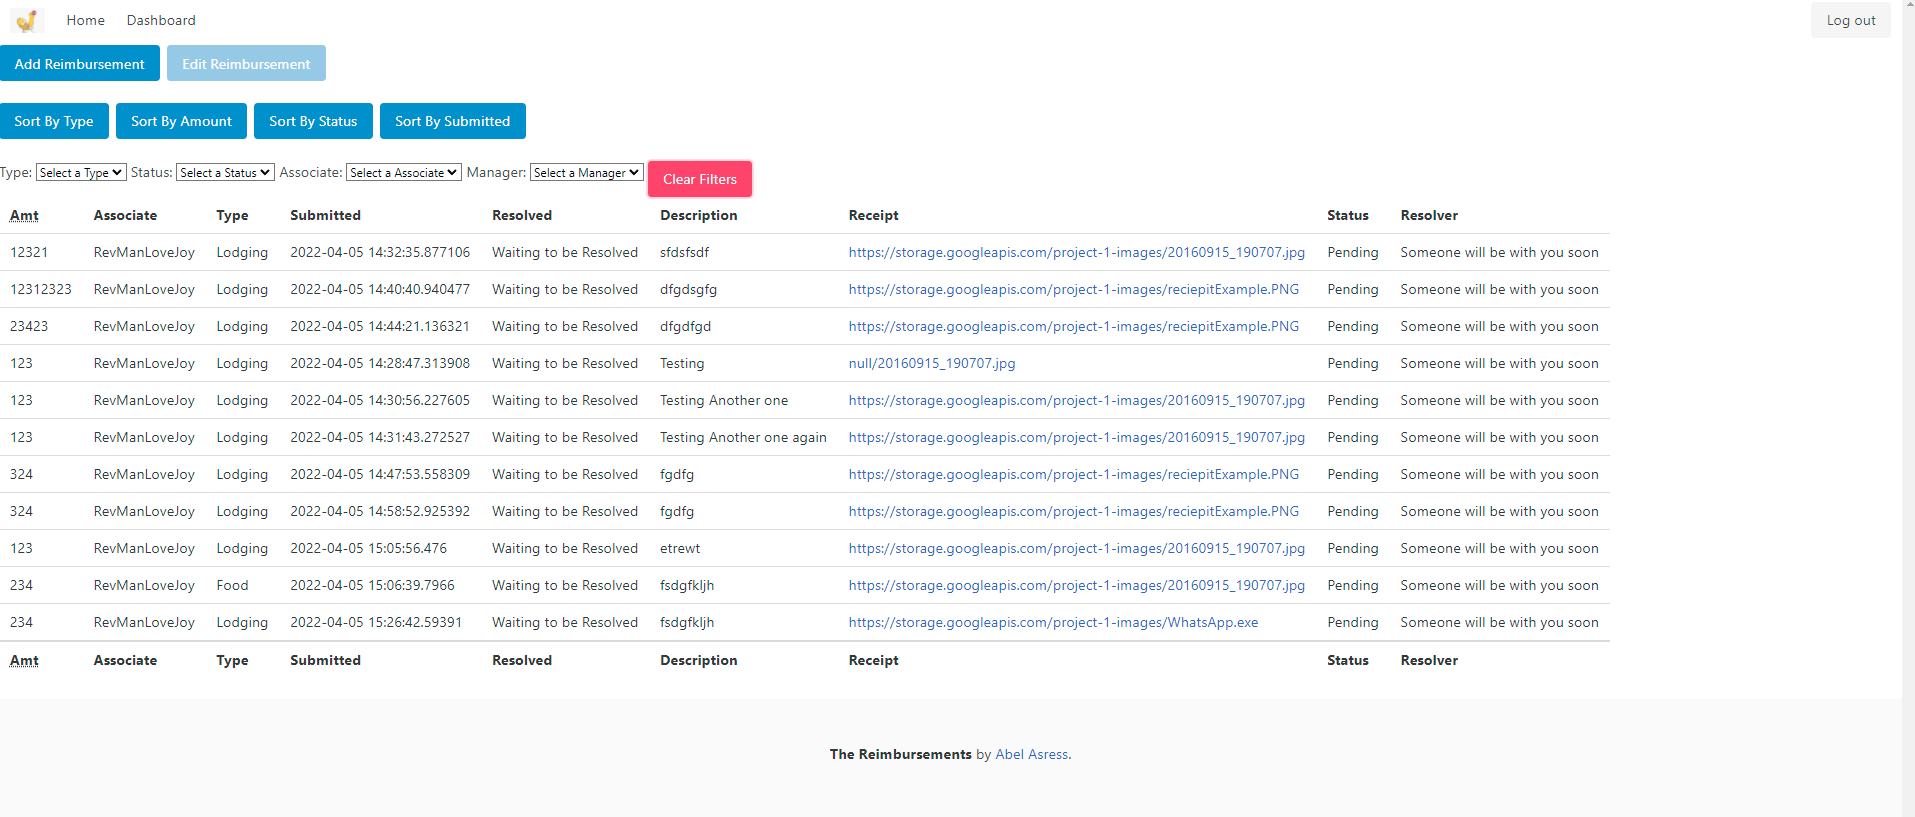 Home Dashboard Log out
Add Reimbursement Edit Reimbursement
Sort By Type Sort By Amount Sort By Status Sort By Submitted
Type: Select a Type Status: Select a Status Associate: Select a Associate Manager: Select a Manager Clear Filters
Amt Associate Type Submitted Resolved Description Receipt Status Resolver
12321 RevManLoveJoy Lodging 2022-04-05 14:32:35.877106 Waiting to be Resolved sfdsfsdf https://storage.googleapis.com/project-1-images/20160915_190707.jpg Pending Someone will be with you soon
12312323 RevManLoveJoy Lodging 2022-04-05 14:40:40.940477 Waiting to be Resolved dfgdsgfg https://storage.googleapis.com/project-1-images/reciepitExample.PNG Pending Someone will be with you soon
23423 RevManLoveJoy Lodging 2022-04-05 14:44:21.136321 Waiting to be Resolved dfgdfgd https://storage.googleapis.com/project-1-images/reciepitExample.PNG Pending Someone will be with you soon
123 RevManLoveJoy Lodging 2022-04-05 14:28:47.313908 Waiting to be Resolved Testing null/20160915_190707.jpg Pending Someone will be with you soon
123 RevManLoveJoy Lodging 2022-04-05 14:30:56.227605 Waiting to be Resolved Testing Another one https://storage.googleapis.com/project-1-images/20160915_190707.jpg Pending Someone will be with you soon
123 RevManLoveJoy Lodging 2022-04-05 14:31:43.272527 Waiting to be Resolved Testing Another one again https://storage.googleapis.com/project-1-images/20160915_190707.jpg Pending Someone will be with you soon
324 RevManLoveJoy Lodging 2022-04-05 14:47:53.558309 Waiting to be Resolved fgdfg https://storage.googleapis.com/project-1-images/reciepitExample.PNG Pending Someone will be with you soon
324 RevManLoveJoy Lodging 2022-04-05 14:58:52.925392 Waiting to be Resolved fgdfg https://storage.googleapis.com/project-1-images/reciepitExample.PNG Pending Someone will be with you soon
123 RevManLoveJoy Lodging 2022-04-05 15:05:56.476 Waiting to be Resolved etrewt https://storage.googleapis.com/project-1-images/20160915_190707.jpg Pending Someone will be with you soon
234 RevManLoveJoy Food 2022-04-05 15:06:39.7966 Waiting to be Resolved fsdgfkljh https://storage.googleapis.com/project-1-images/20160915_190707.jpg Pending Someone will be with you soon
234 RevManLoveJoy Lodging 2022-04-05 15:26:42.59391 Waiting to be Resolved fsdgfkljh https://storage.googleapis.com/project-1-images/WhatsApp.exe Pending Someone will be with you soon
Amt Associate Type Submitted Resolved Description Receipt Status Resolver
The Reimbursements by Abel Asress.